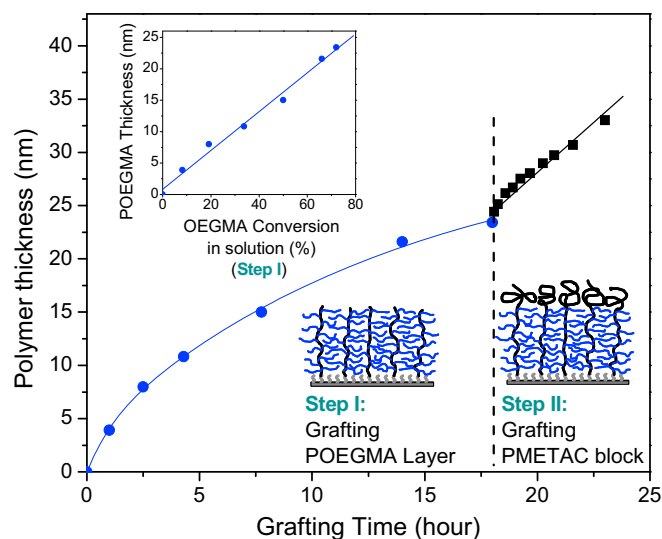 Polymer thickness (nm)
40
35
30
25
20
15
10
5
0
POEGMA Thickness (nm)
25
20
15
10
5
0
0 20 40 60 80
OEGMA Conversion
in solution (%)
(Step I)
Step I:
Grafting
POEGMA Layer
Step II:
Grafting
PMETAC block
0 5 10 15 20 25
Grafting Time (hour)